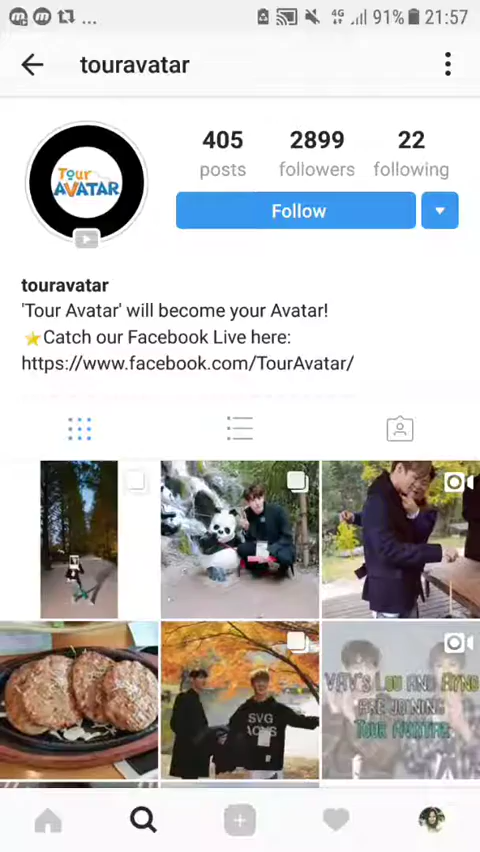 ... 4G 91% 21:57
touravatar
405 2899 22
posts followers following
Tour
AVATAR
Follow
touravatar
'Tour Avatar' will become your Avatar!
⭐Catch our Facebook Live here:
https://www.facebook.com/TourAvatar/
SVG
VAV's LOU AND AYNO
ARE JOINING
TOUR AVATAR